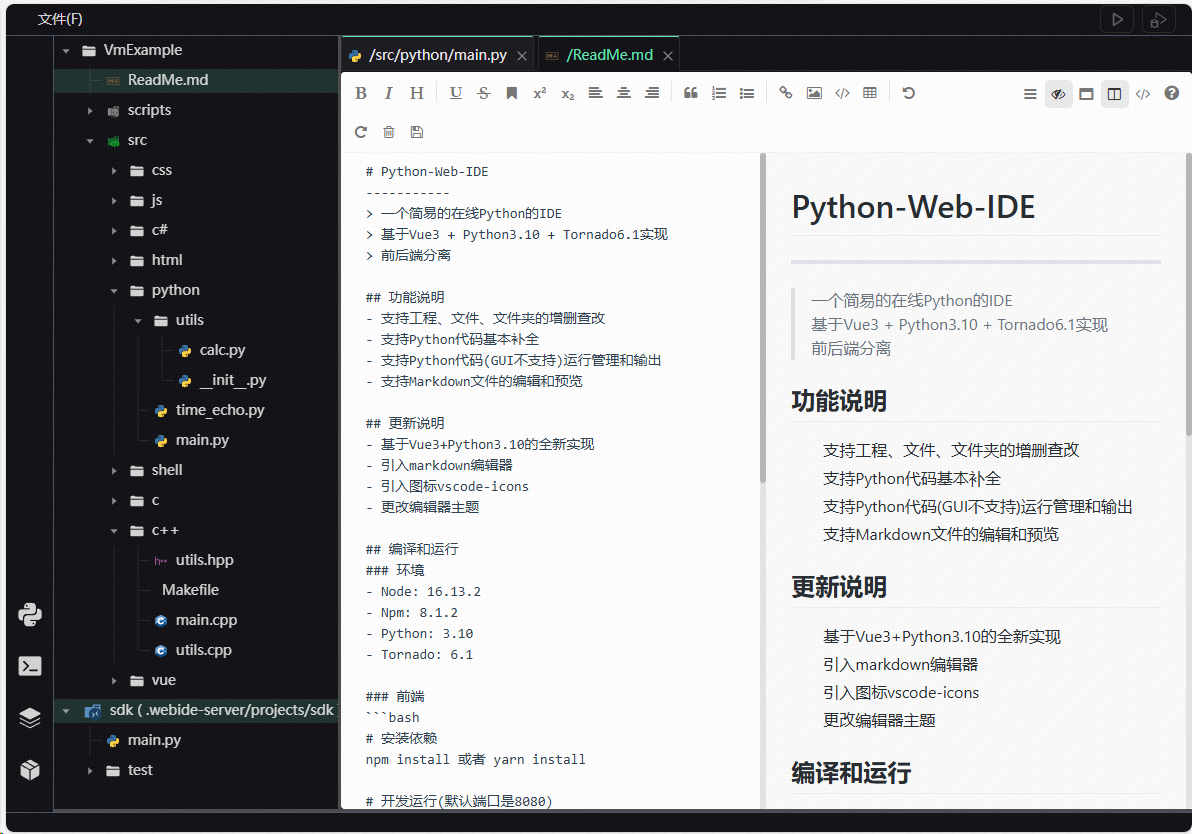 文件(F)
VmExample
ReadMe.md
scripts
src
css
js
c#
html
python
utils
calc.py
__init__.py
time_echo.py
main.py
shell
c
c++
utils.hpp
Makefile
main.cpp
utils.cpp
vue
sdk ( .webide-server/projects/sdk )
main.py
test
/src/python/main.py
/ReadMe.md
# Python-Web-IDE
-----------
> 一个简易的在线Python的IDE
> 基于Vue3 + Python3.10 + Tornado6.1实现
> 前后端分离
## 功能说明
- 支持工程、文件、文件夹的增删查改
- 支持Python代码基本补全
- 支持Python代码(GUI不支持)运行管理和输出
- 支持Markdown文件的编辑和预览
## 更新说明
- 基于Vue3+Python3.10的全新实现
- 引入markdown编辑器
- 引入图标vscode-icons
- 更改编辑器主题
## 编译和运行
### 环境
- Node: 16.13.2
- Npm: 8.1.2
- Python: 3.10
- Tornado: 6.1
### 前端
```bash
# 安装依赖
npm install 或者 yarn install
# 开发运行(默认端口是8080)
Python-Web-IDE
一个简易的在线Python的IDE
基于Vue3 + Python3.10 + Tornado6.1实现
前后端分离
功能说明
支持工程、文件、文件夹的增删查改
支持Python代码基本补全
支持Python代码(GUI不支持)运行管理和输出
支持Markdown文件的编辑和预览
更新说明
基于Vue3+Python3.10的全新实现
引入markdown编辑器
引入图标vscode-icons
更改编辑器主题
编译和运行